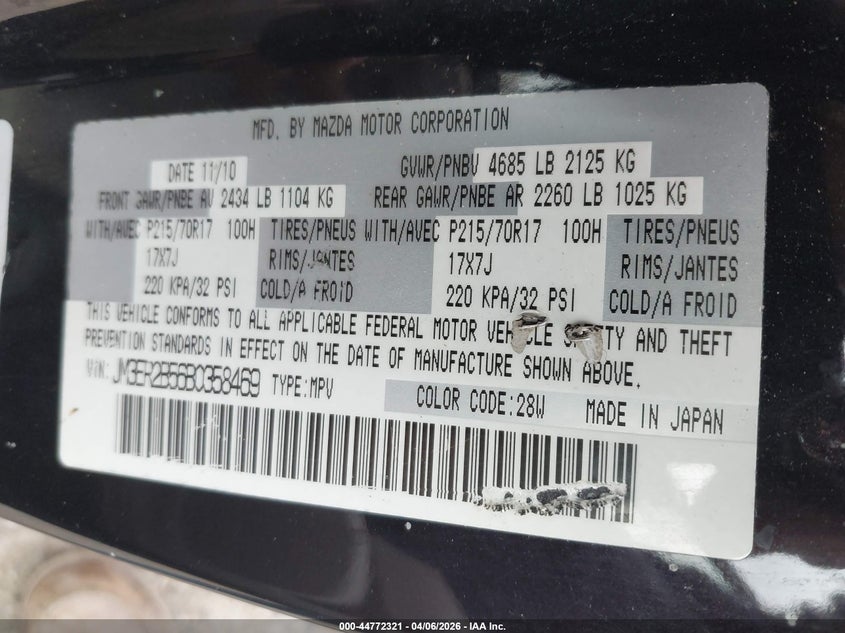 MFD. BY MAZDA MOTOR CORPORATION
DATE 11/10 GVWR/PNBV 4685 LB 2125 KG
FRONT GAWR/PNBE AV 2434 LB 1104 KG REAR GAWR/PNBE AR 2260 LB 1025 KG
WITH/AVEC P215/70R17 100H TIRES/PNEUS WITH/AVEC P215/70R17 100H TIRES/PNEUS
17X7J RIMS/JANTES 17X7J RIMS/JANTES
220 KPA/32 PSI COLD/A FROID 220 KPA/32 PSI COLD/A FROID
THIS VEHICLE CONFORMS TO ALL APPLICABLE FEDERAL MOTOR VEHICLE SAFETY AND THEFT
PREVENTION STANDARDS IN EFFECT ON THE DATE OF MANUFACTURE SHOWN ABOVE.
VIN: JM3ER2B56B0358469 TYPE:MPV COLOR CODE:28W MADE IN JAPAN
000-44772321 | 04/06/2026 | IAA Inc.